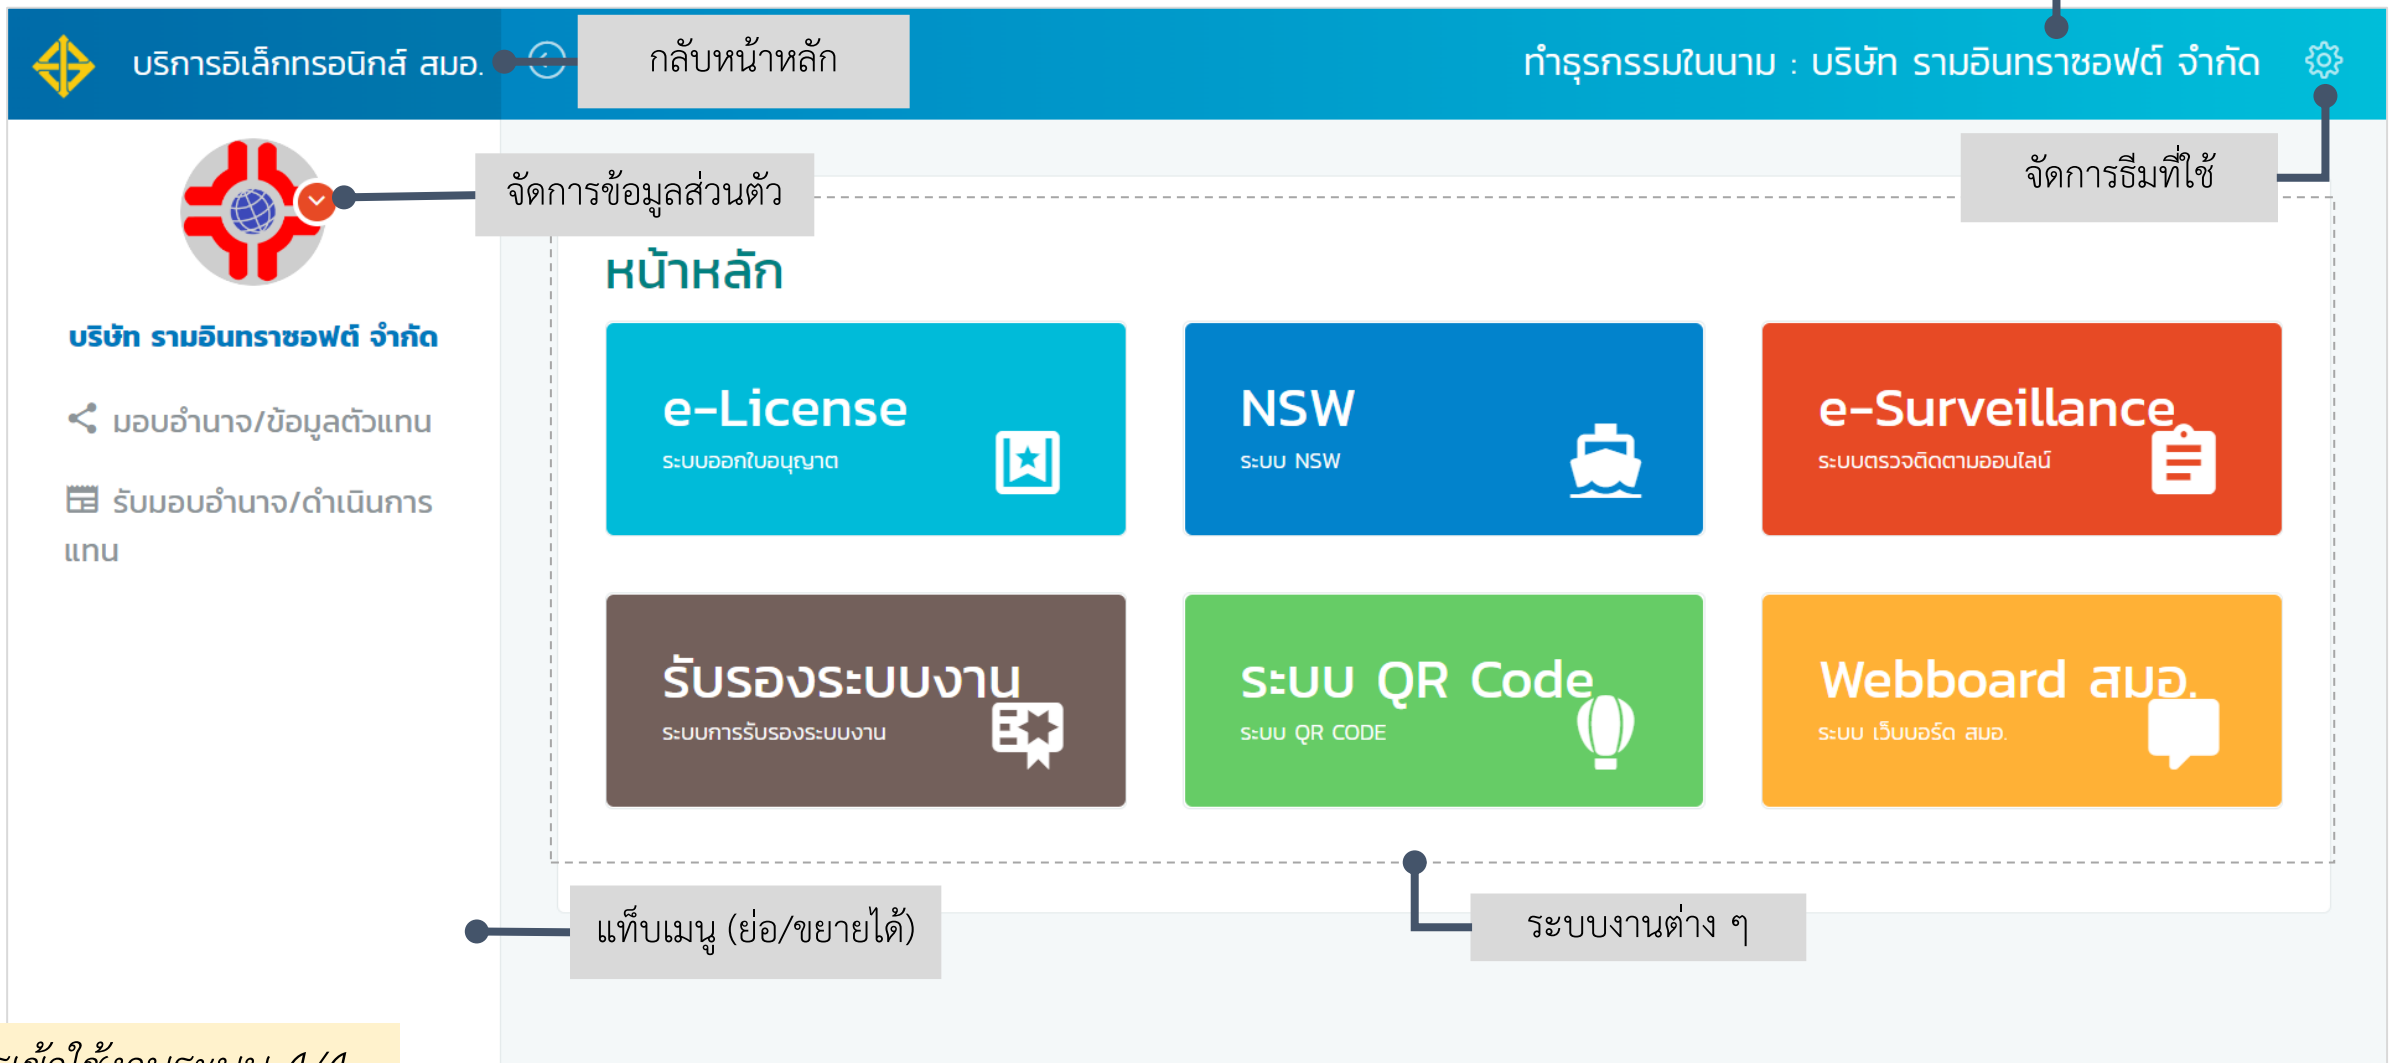 บริการอิเล็กทรอนิกส์ สมอ.
กลับหน้าหลัก
ทำธุรกรรมในนาม : บริษัท รามอินทราซอฟต์ จำกัด
จัดการข้อมูลส่วนตัว
จัดการธีมที่ใช้
บริษัท รามอินทราซอฟต์ จำกัด
มอบอำนาจ/ข้อมูลตัวแทน
รับมอบอำนาจ/ดำเนินการ
แทน
หน้าหลัก
e-License
ระบบออกใบอนุญาต
NSW
ระบบ NSW
e-Surveillance
ระบบตรวจติดตามออนไลน์
รับรองระบบงาน
ระบบการรับรองระบบงาน
ระบบ QR Code
ระบบ QR CODE
Webboard สมอ.
ระบบ เว็บบอร์ด สมอ.
แท็บเมนู (ย่อ/ขยายได้)
ระบบงานต่าง ๆ